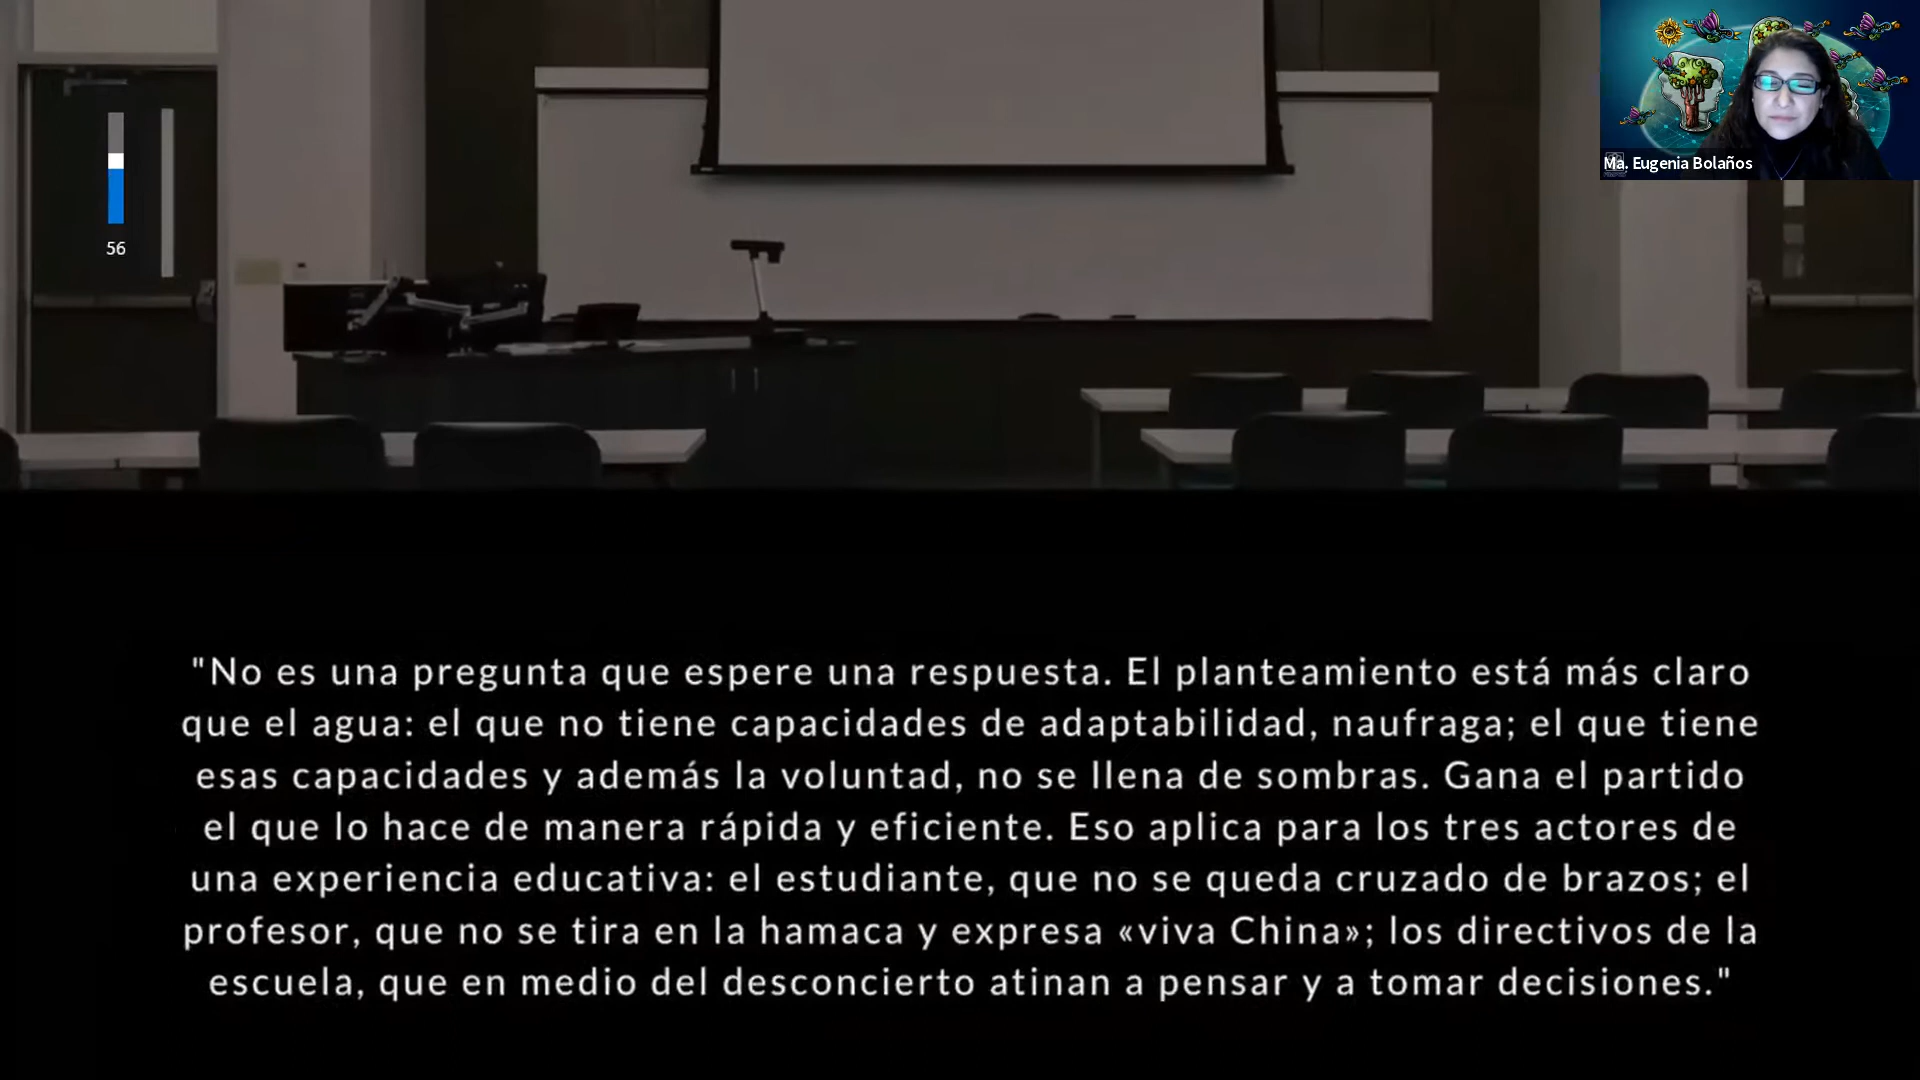 Ma. Eugenia Bolaños
56
"No es una pregunta que espere una respuesta. El planteamiento está más claro
que el agua: el que no tiene capacidades de adaptabilidad, naufraga; el que tiene
esas capacidades y además la voluntad, no se llena de sombras. Gana el partido
el que lo hace de manera rápida y eficiente. Eso aplica para los tres actores de
una experiencia educativa: el estudiante, que no se queda cruzado de brazos; el
profesor, que no se tira en la hamaca y expresa «viva China»; los directivos de la
escuela, que en medio del desconcierto atinan a pensar y a tomar decisiones."